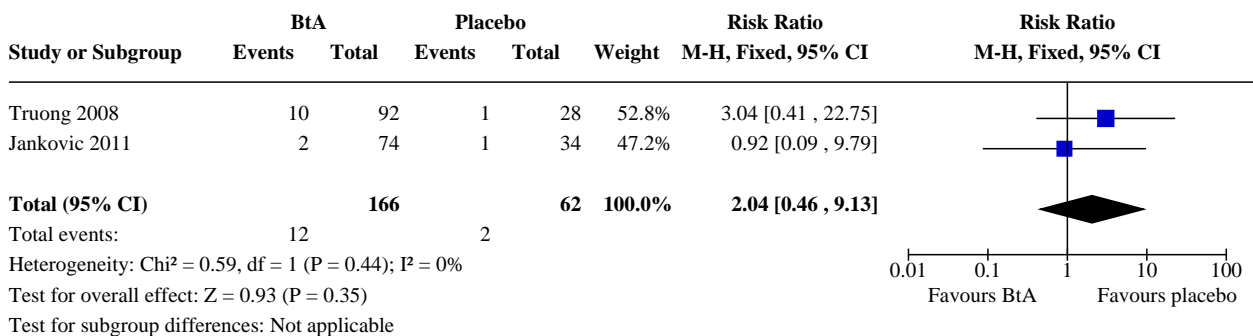 BtA Placebo Risk Ratio Risk Ratio
Study or Subgroup Events Total Events Total Weight M-H, Fixed, 95% CI M-H, Fixed, 95% CI
Truong 2008 10 92 1 28 52.8% 3.04 [0.41 , 22.75]
Jankovic 2011 2 74 1 34 47.2% 0.92 [0.09 , 9.79]
Total (95% CI) 166 62 100.0% 2.04 [0.46 , 9.13]
Total events: 12 2
Heterogeneity: Chi² = 0.59, df = 1 (P = 0.44); I² = 0%
0.01 0.1 1 10 100
Test for overall effect: Z = 0.93 (P = 0.35)
Favours BtA Favours placebo
Test for subgroup differences: Not applicable